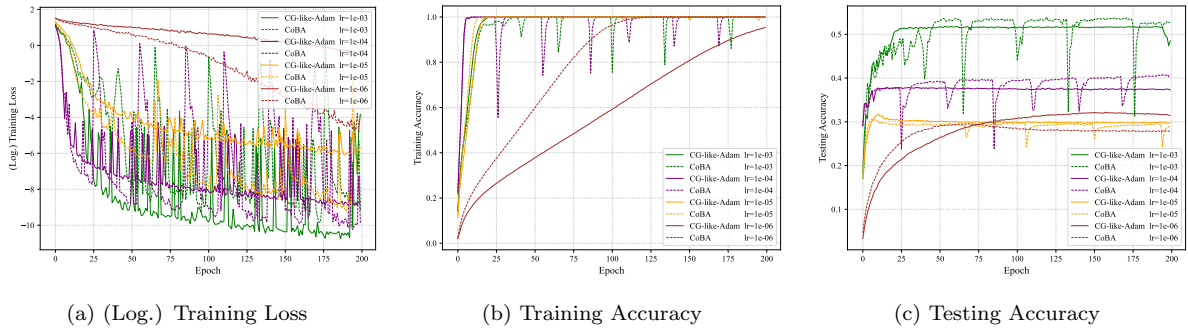 (Log.) Training Loss
0
−2
−4
−6
−8
−10
0 25 50 75 100 125 150 175 200
Epoch
CG-like-Adam lr=1e-03
CoBA lr=1e-03
CG-like-Adam lr=1e-04
CoBA lr=1e-04
CG-like-Adam lr=1e-05
CoBA lr=1e-05
CG-like-Adam lr=1e-06
CoBA lr=1e-06
(a) (Log.) Training Loss
Training Accuracy
1.0
0.8
0.6
0.4
0.2
0.0
0 25 50 75 100 125 150 175 200
Epoch
CG-like-Adam lr=1e-03
CoBA lr=1e-03
CG-like-Adam lr=1e-04
CoBA lr=1e-04
CG-like-Adam lr=1e-05
CoBA lr=1e-05
CG-like-Adam lr=1e-06
CoBA lr=1e-06
(b) Training Accuracy
Testing Accuracy
0.5
0.4
0.3
0.2
0.1
0 25 50 75 100 125 150 175 200
Epoch
CG-like-Adam lr=1e-03
CoBA lr=1e-03
CG-like-Adam lr=1e-04
CoBA lr=1e-04
CG-like-Adam lr=1e-05
CoBA lr=1e-05
CG-like-Adam lr=1e-06
CoBA lr=1e-06
(c) Testing Accuracy